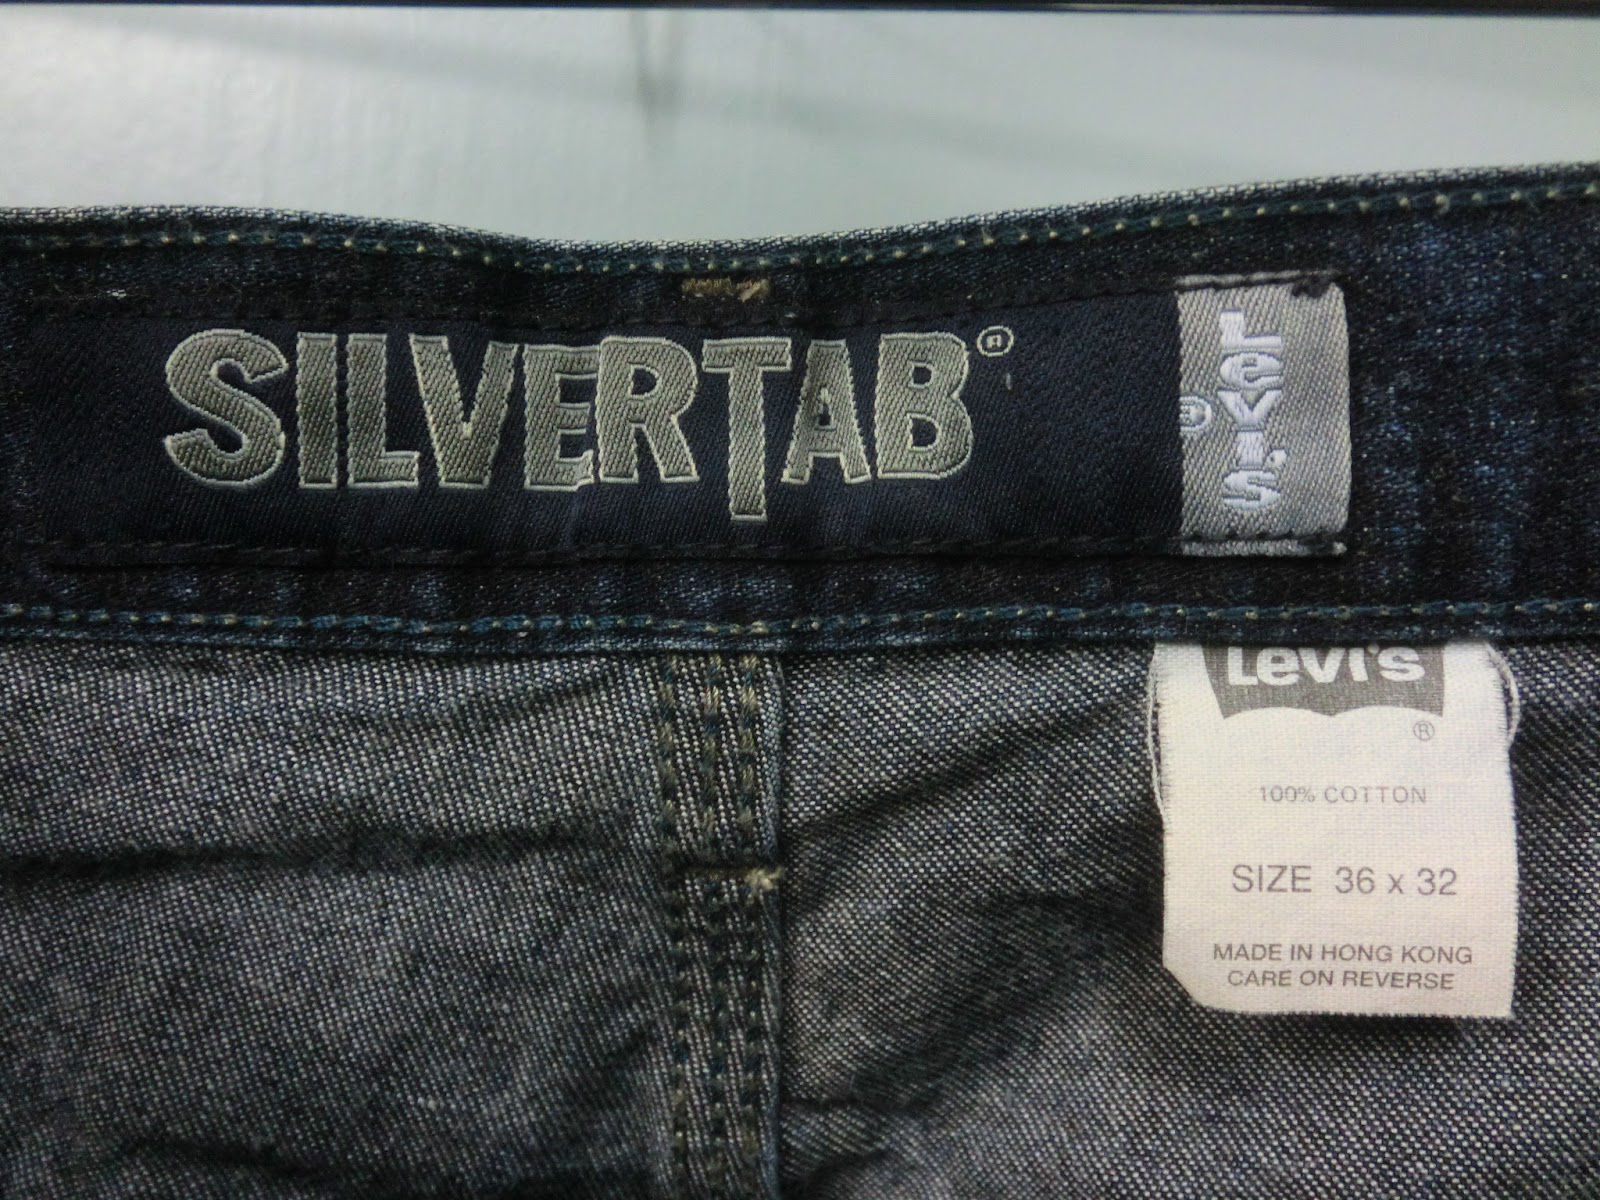 SILVERTAB®
LEVI'S
®
Levi's
®
100% COTTON
SIZE 36 x 32
MADE IN HONG KONG
CARE ON REVERSE